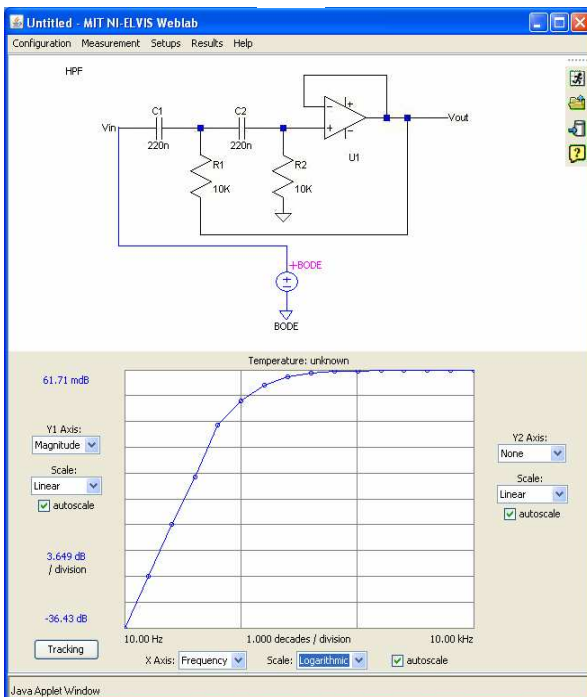 Untitled - MIT NI-ELVIS Weblab
Configuration Measurement Setups Results Help
HPF
C1
C2
Vin
220n
220n
Vout
U1
R1
10K
R2
10K
+BODE
BODE
Temperature: unknown
61.71 mdB
Y1 Axis:
Magnitude
Scale:
Linear
autoscale
3.649 dB
/ division
-36.43 dB
Tracking
Y2 Axis:
None
Scale:
Linear
autoscale
10.00 Hz 1.000 decades / division 10.00 kHz
X Axis: Frequency Scale: Logarithmic autoscale
Java Applet Window